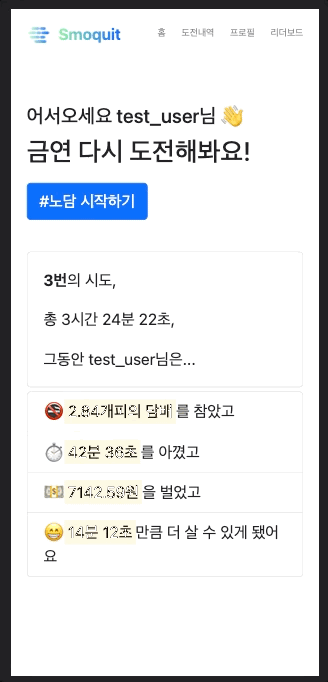 Smoquit
홈 도전내역 프로필 리더보드
어서오세요 test_user님 👋
금연 다시 도전해봐요!
#노담 시작하기
3번의 시도,
총 3시간 24분 22초,
그동안 test_user님은...
🚭 2.84개피의 담배를 참았고
⏱ 42분 36초를 아꼈고
💵 7142.59원을 벌었고
😁 14분 12초만큼 더 살 수 있게 됐어
요